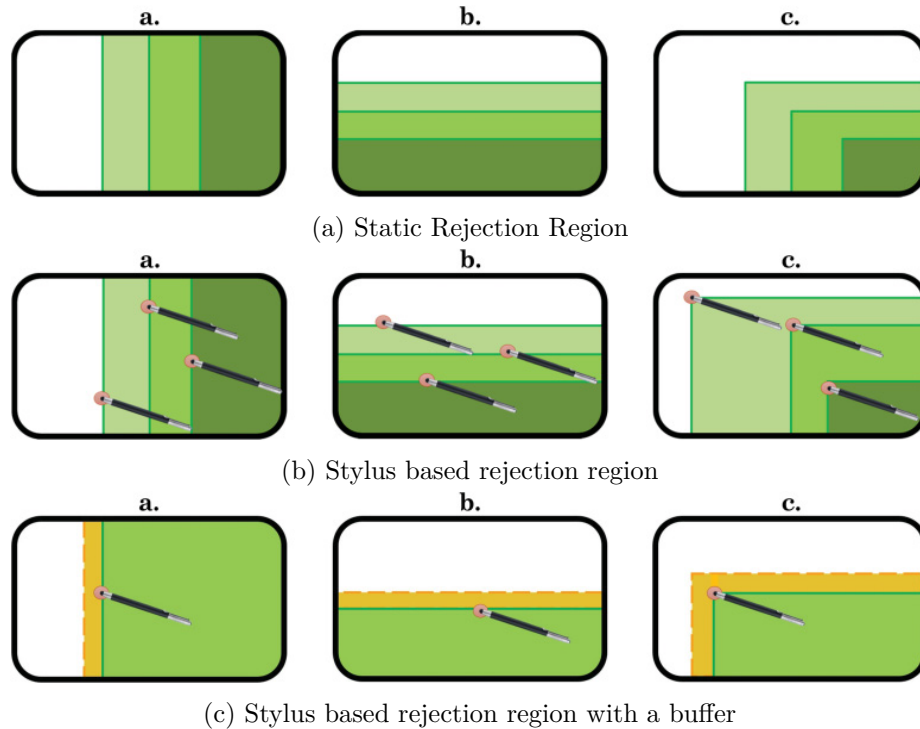 a. b. c.
(a) Static Rejection Region
a. b. c.
(b) Stylus based rejection region
a. b. c.
(c) Stylus based rejection region with a buffer